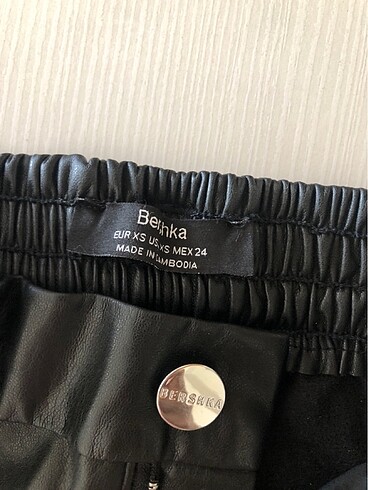 Bershka
EUR XS US XS MEX 24
MADE IN CAMBODIA
BERSHKA